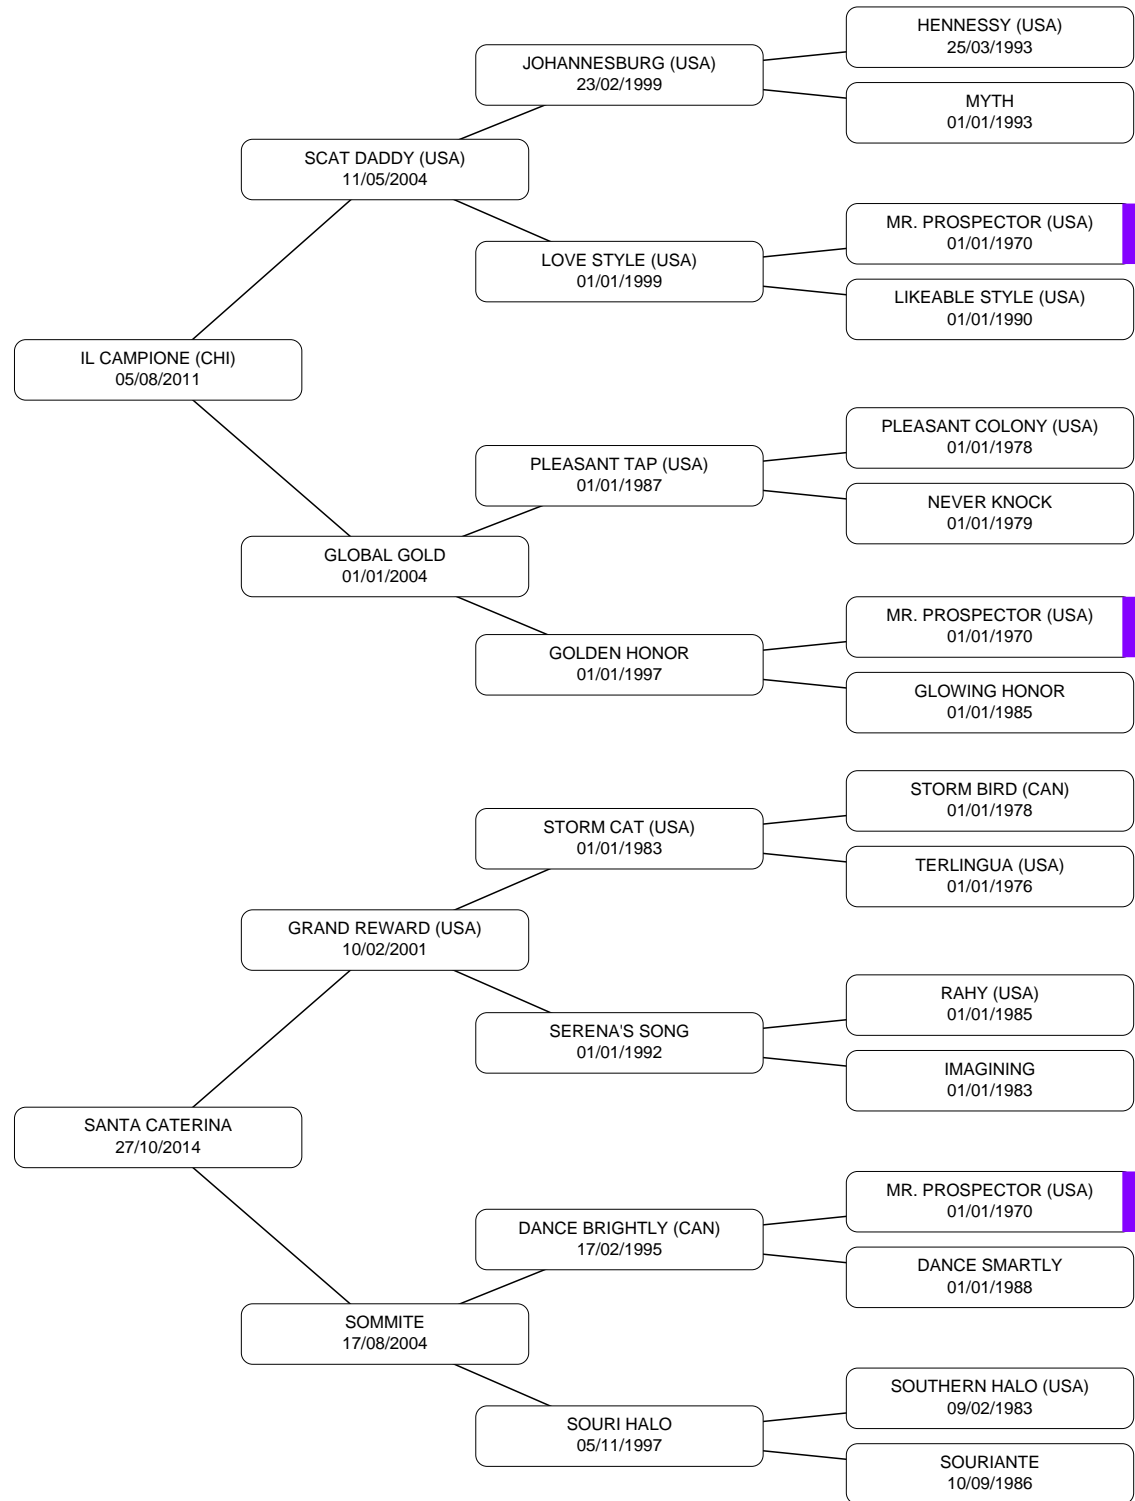 HENNESSY (USA)
25/03/1993
JOHANNESBURG (USA)
23/02/1999
MYTH
01/01/1993
SCAT DADDY (USA)
11/05/2004
MR. PROSPECTOR (USA)
01/01/1970
LOVE STYLE (USA)
01/01/1999
LIKEABLE STYLE (USA)
01/01/1990
IL CAMPIONE (CHI)
05/08/2011
PLEASANT COLONY (USA)
01/01/1978
PLEASANT TAP (USA)
01/01/1987
NEVER KNOCK
01/01/1979
GLOBAL GOLD
01/01/2004
MR. PROSPECTOR (USA)
01/01/1970
GOLDEN HONOR
01/01/1997
GLOWING HONOR
01/01/1985
STORM BIRD (CAN)
01/01/1978
STORM CAT (USA)
01/01/1983
TERLINGUA (USA)
01/01/1976
GRAND REWARD (USA)
10/02/2001
RAHY (USA)
01/01/1985
SERENA'S SONG
01/01/1992
IMAGINING
01/01/1983
SANTA CATERINA
27/10/2014
MR. PROSPECTOR (USA)
01/01/1970
DANCE BRIGHTLY (CAN)
17/02/1995
DANCE SMARTLY
01/01/1988
SOMMITE
17/08/2004
SOUTHERN HALO (USA)
09/02/1983
SOURI HALO
05/11/1997
SOURIANTE
10/09/1986